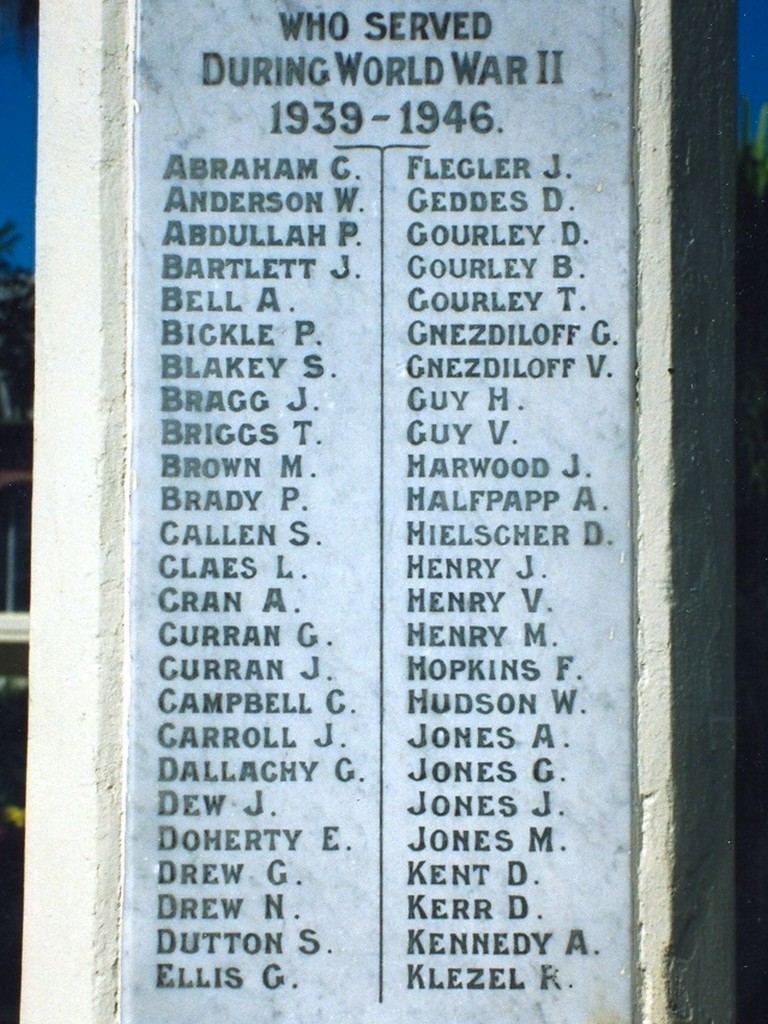 WHO SERVED
DURING WORLD WAR II
1939-1946.
ABRAHAM C.
ANDERSON W.
ABDULLAH P.
BARTLETT J.
BELL A.
BICKLE P.
BLAKEY S.
BRAGG J.
BRIGGS T.
BROWN M.
BRADY P.
CALLEN S.
CLAES L.
CRAN A.
CURRAN G.
CURRAN J.
CAMPBELL C.
CARROLL J.
DALLACHY G.
DEW J.
DOHERTY E.
DREW G.
DREW N.
DUTTON S.
ELLIS G.
FLEGLER J.
GEDDES D.
GOURLEY D.
GOURLEY B.
GOURLEY T.
GNEZDILOFF G.
GNEZDILOFF V.
GUY H.
GUY V.
HARWOOD J.
HALFPAPP A.
HIELSCHER D.
HENRY J.
HENRY V.
HENRY M.
HOPKINS F.
HUDSON W.
JONES A.
JONES G.
JONES J.
JONES M.
KENT D.
KERR D.
KENNEDY A.
KLEZEL R.